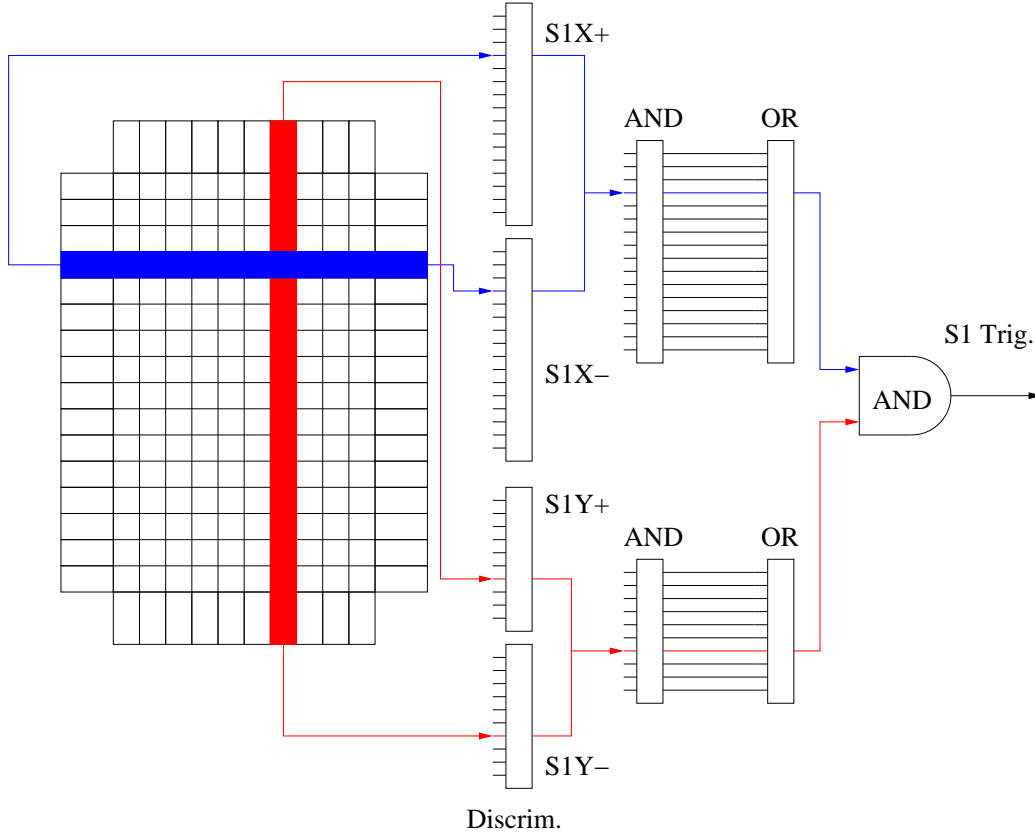 S1X+
AND
OR
S1X−
S1 Trig.
AND
S1Y+
AND
OR
S1Y−
Discrim.